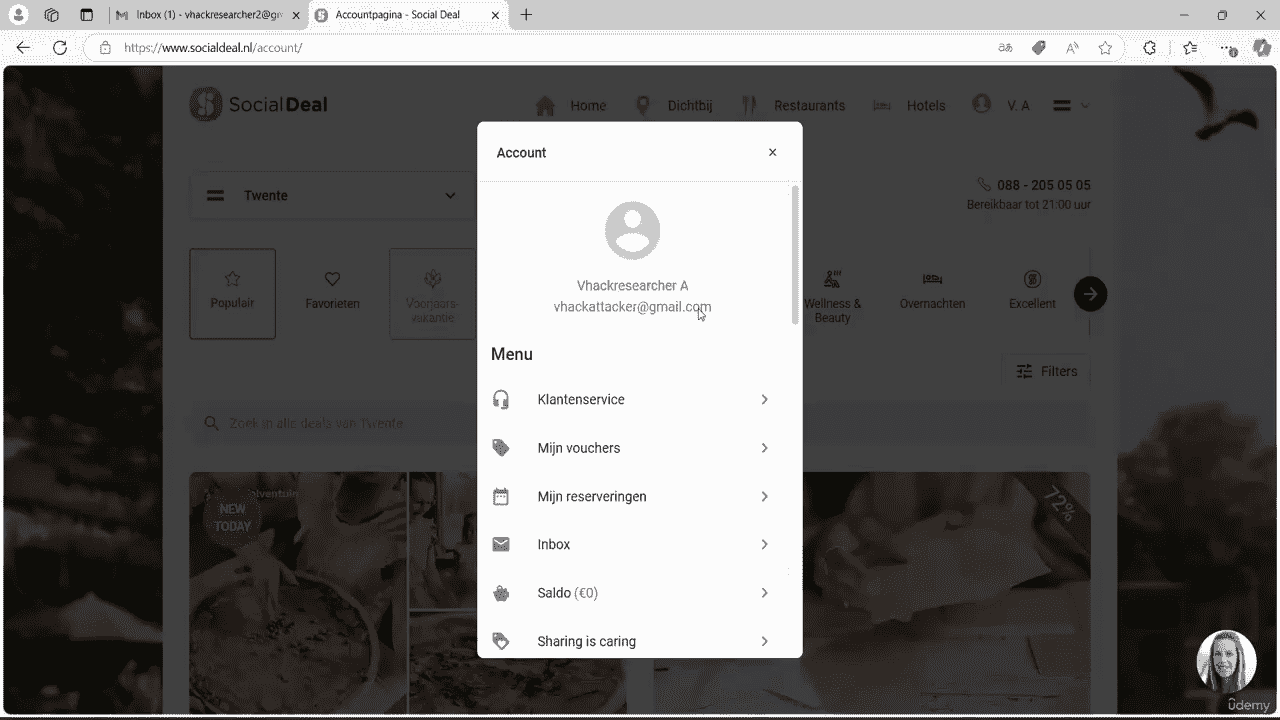 Inbox (1) - vhackresearcher2@gm
Accountpagina - Social Deal
https://www.socialdeal.nl/account/
SocialDeal
Home
Dichtbij
Restaurants
Hotels
V. A
Account
Twente
088 - 205 05 05
Bereikbaar tot 21:00 uur
Vhackresearcher A
vhackattacker@gmail.com
Populair
Favorieten
Voorjaars-
vakantie
Wellness &
Beauty
Overnachten
Excellent
Menu
Filters
Klantenservice
Zoek in alle deals van Twente
Mijn vouchers
Mijn reserveringen
NEW
TODAY
72%
Inbox
Saldo (€0)
Sharing is caring
ûdemy